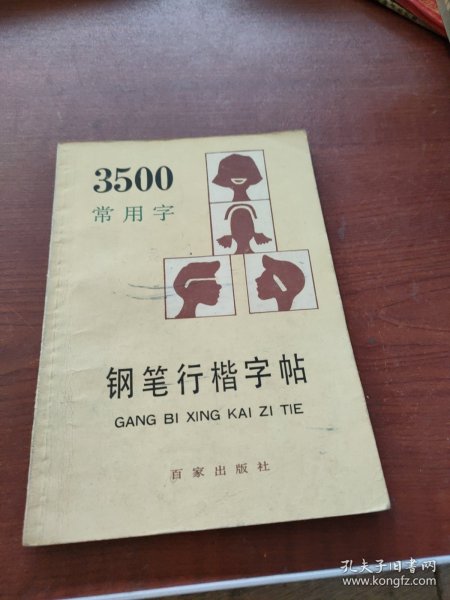 3500
常用字
钢笔行楷字帖
GANG BI XING KAI ZI TIE
百家出版社
孔夫子旧书网
www.kongfz.com